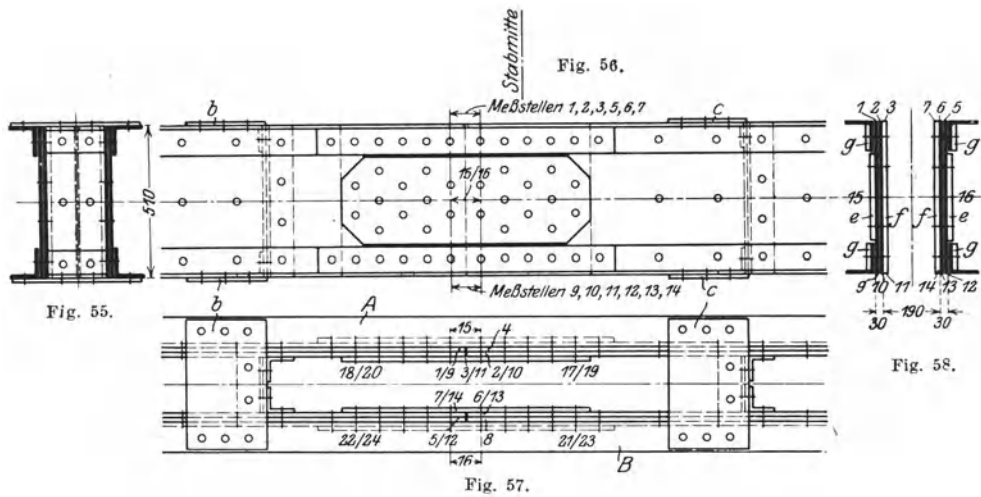 Stabmitte
Fig. 56.
Meßstellen 1, 2, 3, 5, 6, 7
b
c
510
15/16
Meßstellen 9, 10, 11, 12, 13, 14
b
c
Fig. 55.
1 2 3 7 6 5
g g
15 16
e f f e
g g
9 10 11 14 13 12
30 190 30
Fig. 58.
A
15
4
18/20 1/9 3/11 2/10 17/19
7/14 6/13
22/24 5/12 8 21/23
16
B
Fig. 57.